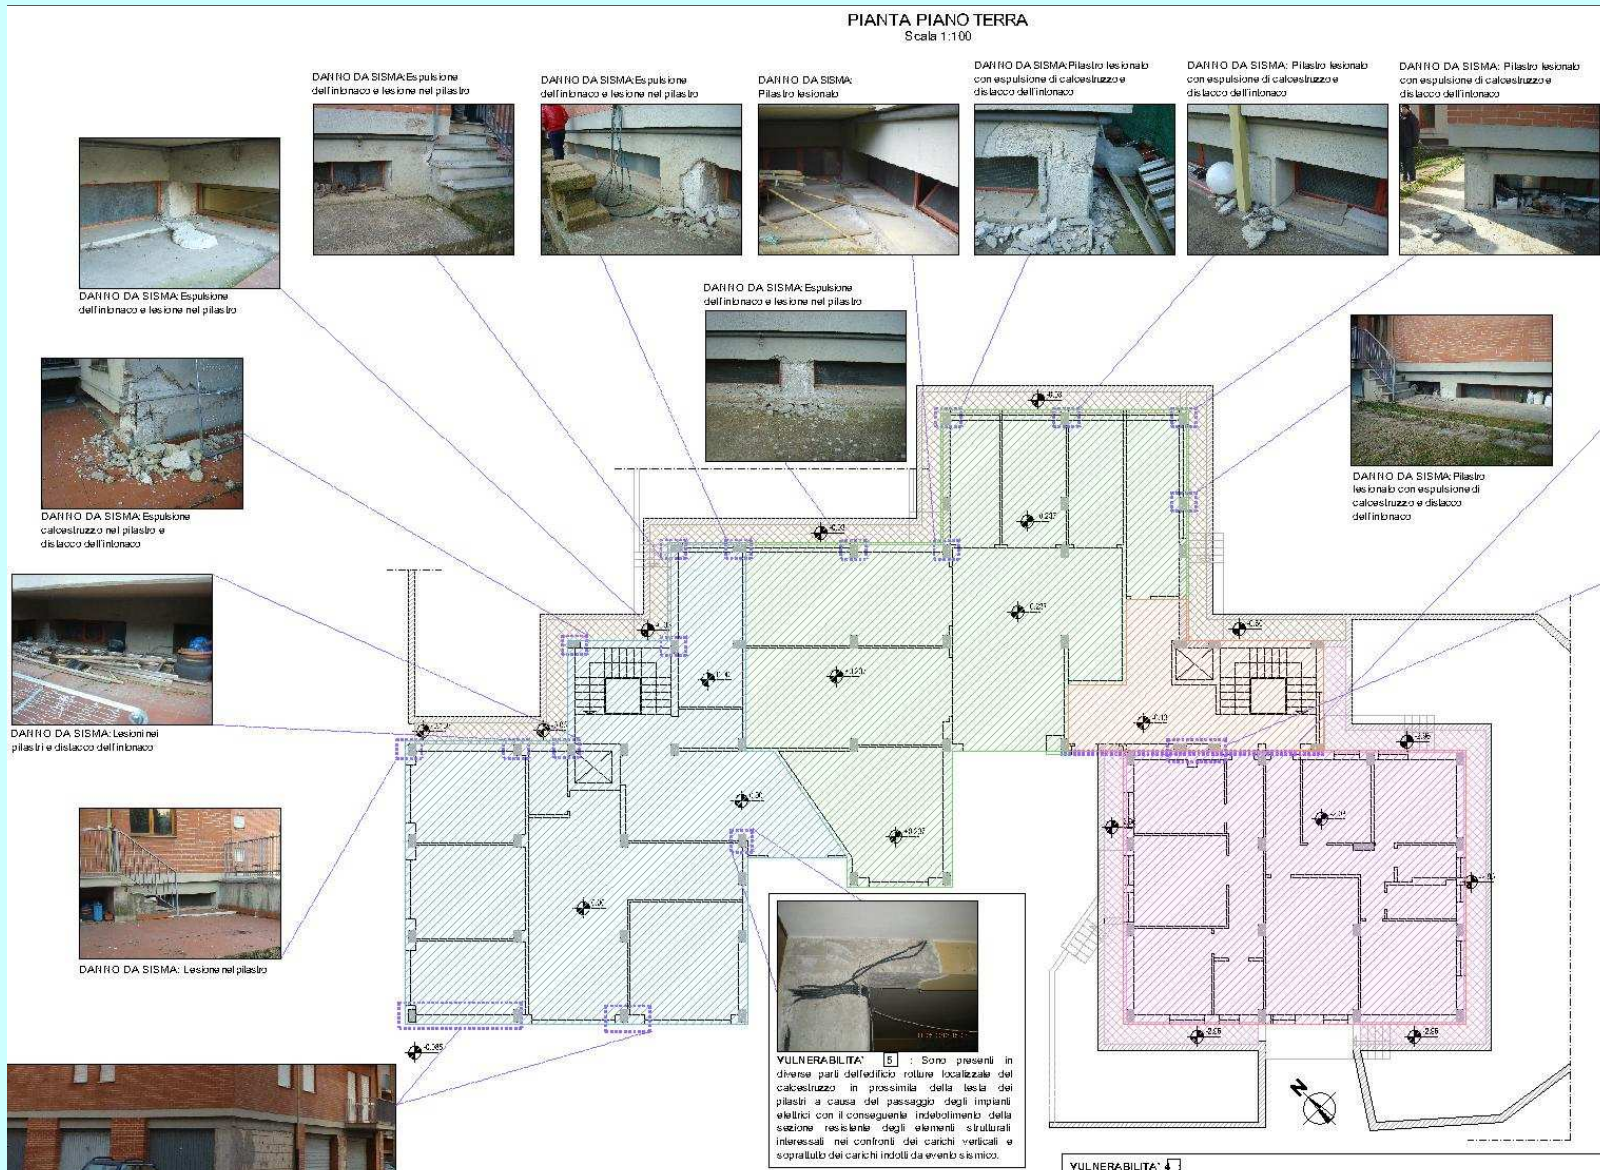 PIANTA PIANO TERRA
Scala 1:100
DANNO DA SISMA: Espulsione
dell'intonaco e lesione nel pilastro
DANNO DA SISMA: Espulsione
dell'intonaco e lesione nel pilastro
DANNO DA SISMA:
Pilastro lesionato
DANNO DA SISMA: Pilastro lesionato
con espulsione di calcestruzzo e
distacco dell'intonaco
DANNO DA SISMA: Pilastro lesionato
con espulsione di calcestruzzo e
distacco dell'intonaco
DANNO DA SISMA: Pilastro lesionato
con espulsione di calcestruzzo e
distacco dell'intonaco
DANNO DA SISMA: Espulsione
dell'intonaco e lesione nel pilastro
DANNO DA SISMA: Espulsione
dell'intonaco e lesione nel pilastro
DANNO DA SISMA: Pilastro
lesionato con espulsione di
calcestruzzo e distacco
dell'intonaco
DANNO DA SISMA: Espulsione
calcestruzzo nel pilastro e
distacco dell'intonaco
DANNO DA SISMA: Lesioni nei
pilastri e distacco dell'intonaco
DANNO DA SISMA: Lesione nel pilastro
-2.95
-2.95
-0.065
N
VULNERABILITA' 5 : Sono presenti in
diverse parti dell'edificio rotture localizzate del
calcestruzzo in prossimita della testa dei
pilastri a causa del passaggio degli impianti
elettrici con il conseguente indebolimento della
sezione resistente degli elementi strutturali
interessati nei confronti dei carichi verticali e
soprattutto dei carichi indotti da evento sismico.
VULNERABILITA' 4